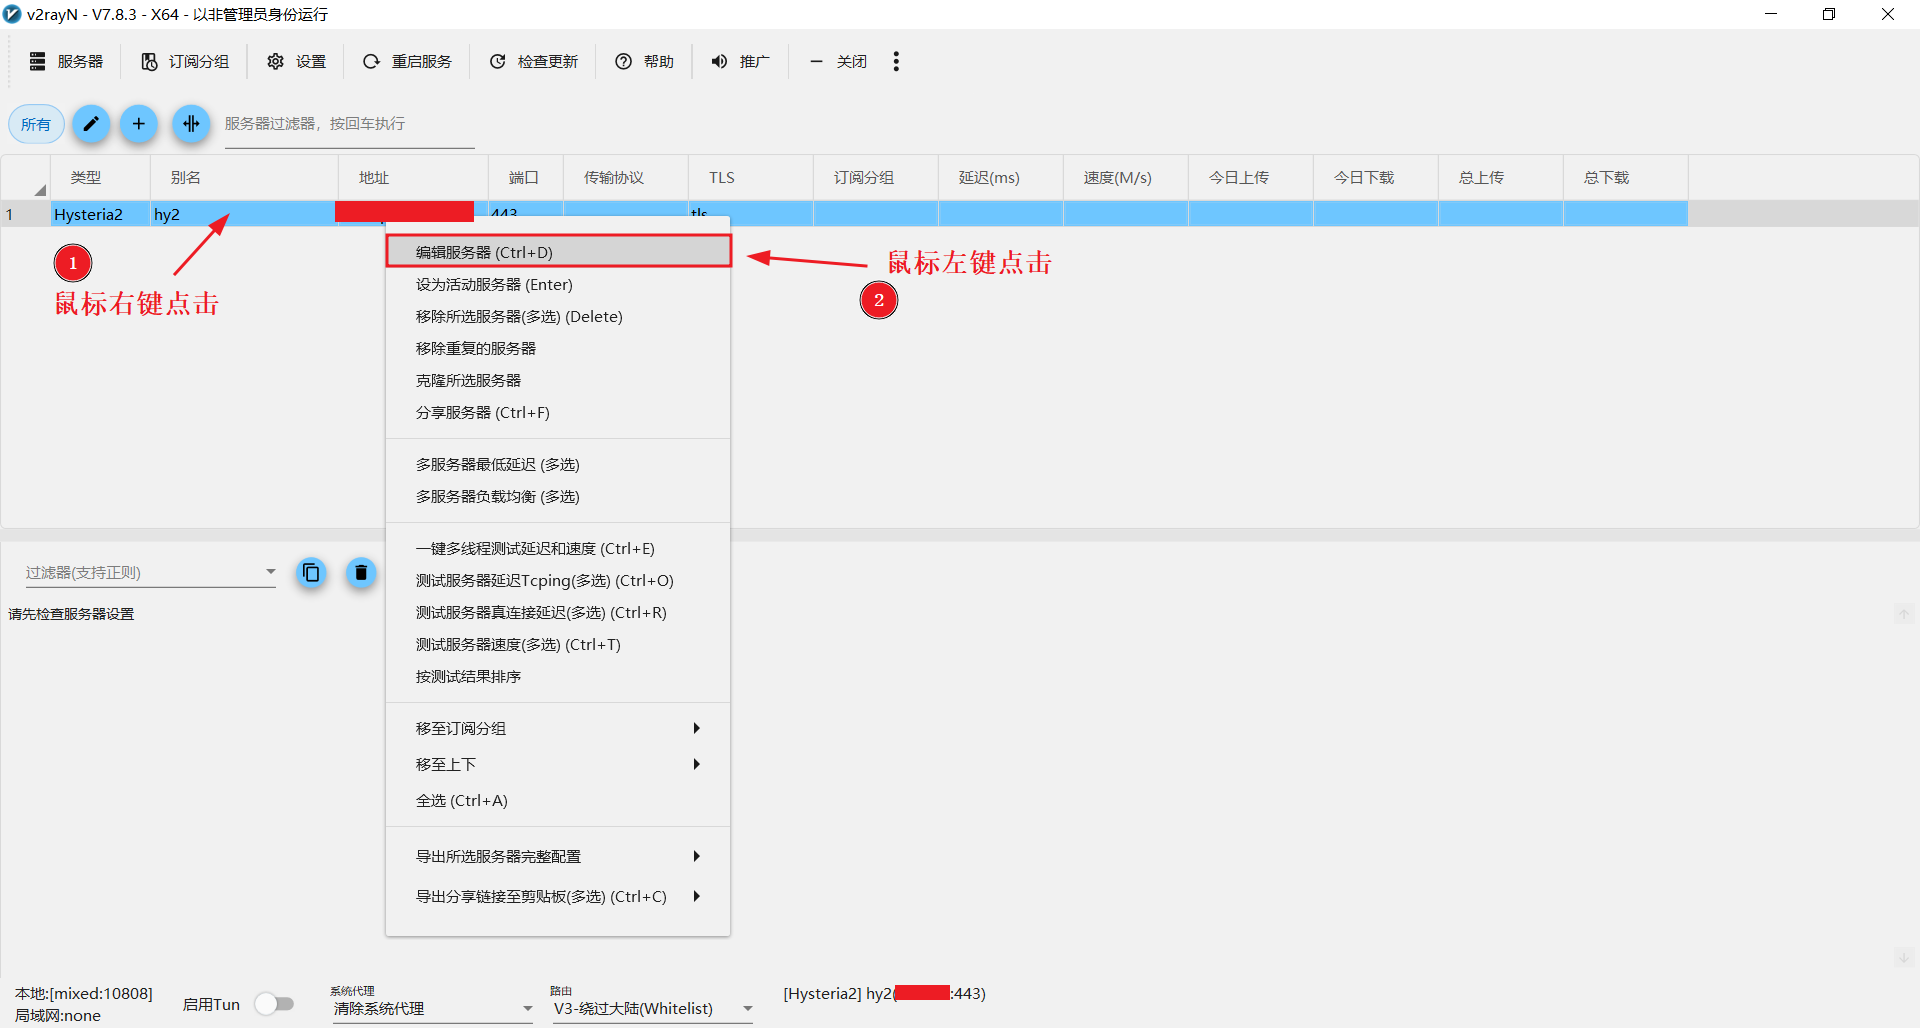 v2rayN - V7.8.3 - X64 - 以非管理员身份运行
服务器 订阅分组 设置 重启服务 检查更新 帮助 推广 关闭
所有 服务器过滤器，按回车执行
类型 别名 地址 端口 传输协议 TLS 订阅分组 延迟(ms) 速度(M/s) 今日上传 今日下载 总上传 总下载
1 Hysteria2 hy2 443 tls
1
鼠标右键点击
编辑服务器 (Ctrl+D)
鼠标左键点击
2
设为活动服务器 (Enter)
移除所选服务器(多选) (Delete)
移除重复的服务器
克隆所选服务器
分享服务器 (Ctrl+F)
多服务器最低延迟 (多选)
多服务器负载均衡 (多选)
一键多线程测试延迟和速度 (Ctrl+E)
测试服务器延迟Tcping(多选) (Ctrl+O)
测试服务器真连接延迟(多选) (Ctrl+R)
测试服务器速度(多选) (Ctrl+T)
按测试结果排序
移至订阅分组
移至上下
全选 (Ctrl+A)
导出所选服务器完整配置
导出分享链接至剪贴板(多选) (Ctrl+C)
过滤器(支持正则)
请先检查服务器设置
本地:[mixed:10808]
局域网:none
启用Tun
系统代理
清除系统代理
路由
V3-绕过大陆(Whitelist)
[Hysteria2] hy2( :443)